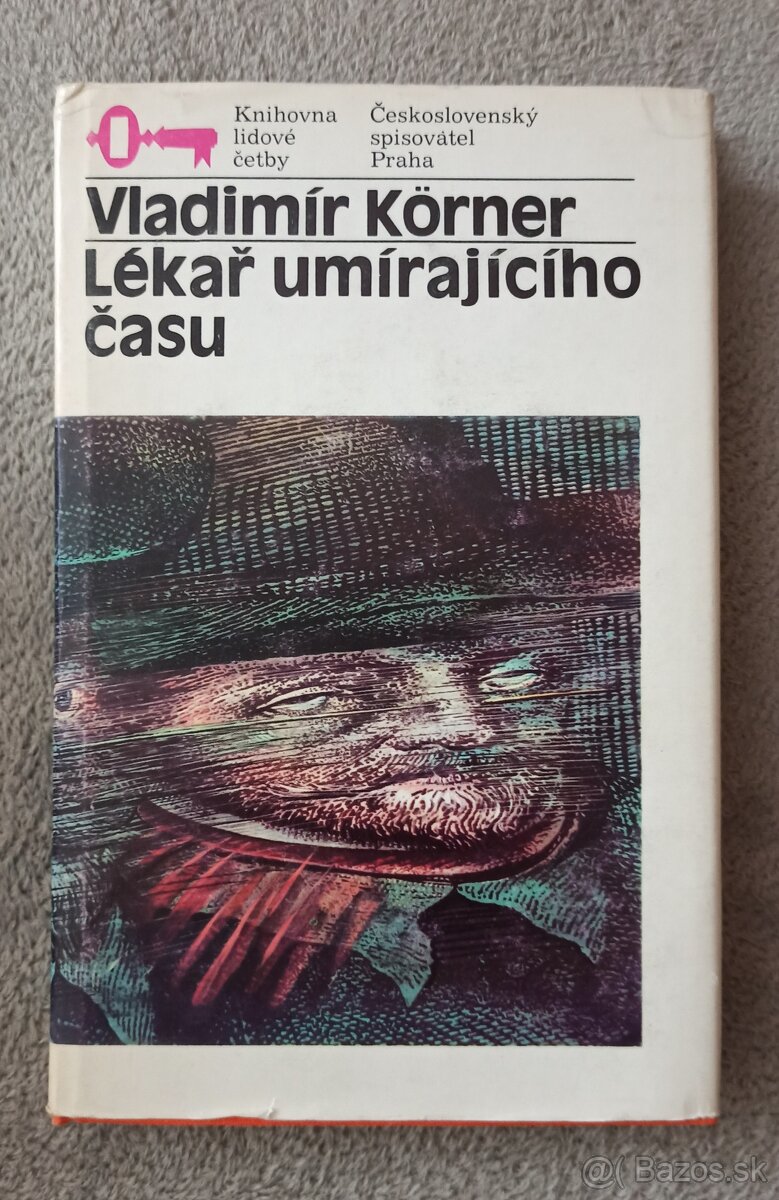 Knihovna
lidové
četby
Československý
spisovatel
Praha
Vladimír Körner
Lékař umírajícího
času
@( Bazos.sk